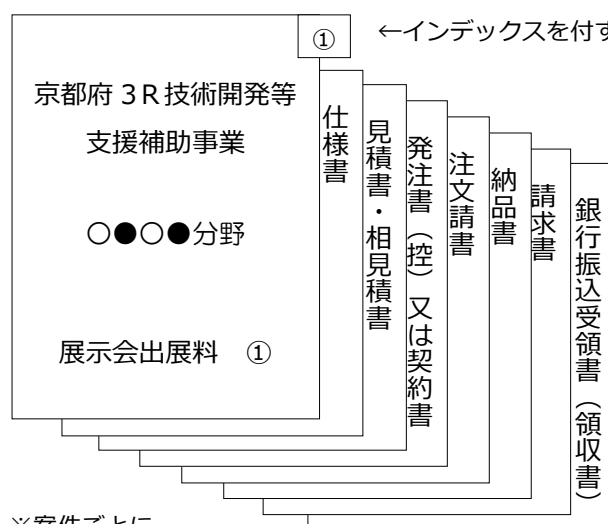 ①
←インデックスを付す
京都府３Ｒ技術開発等
支援補助事業
○●○●分野
展示会出展料　①
仕様書
見積書・相見積書
発注書（控）又は契約書
注文請書
納品書
請求書
銀行振込受領書（領収書）
※案件ごとに